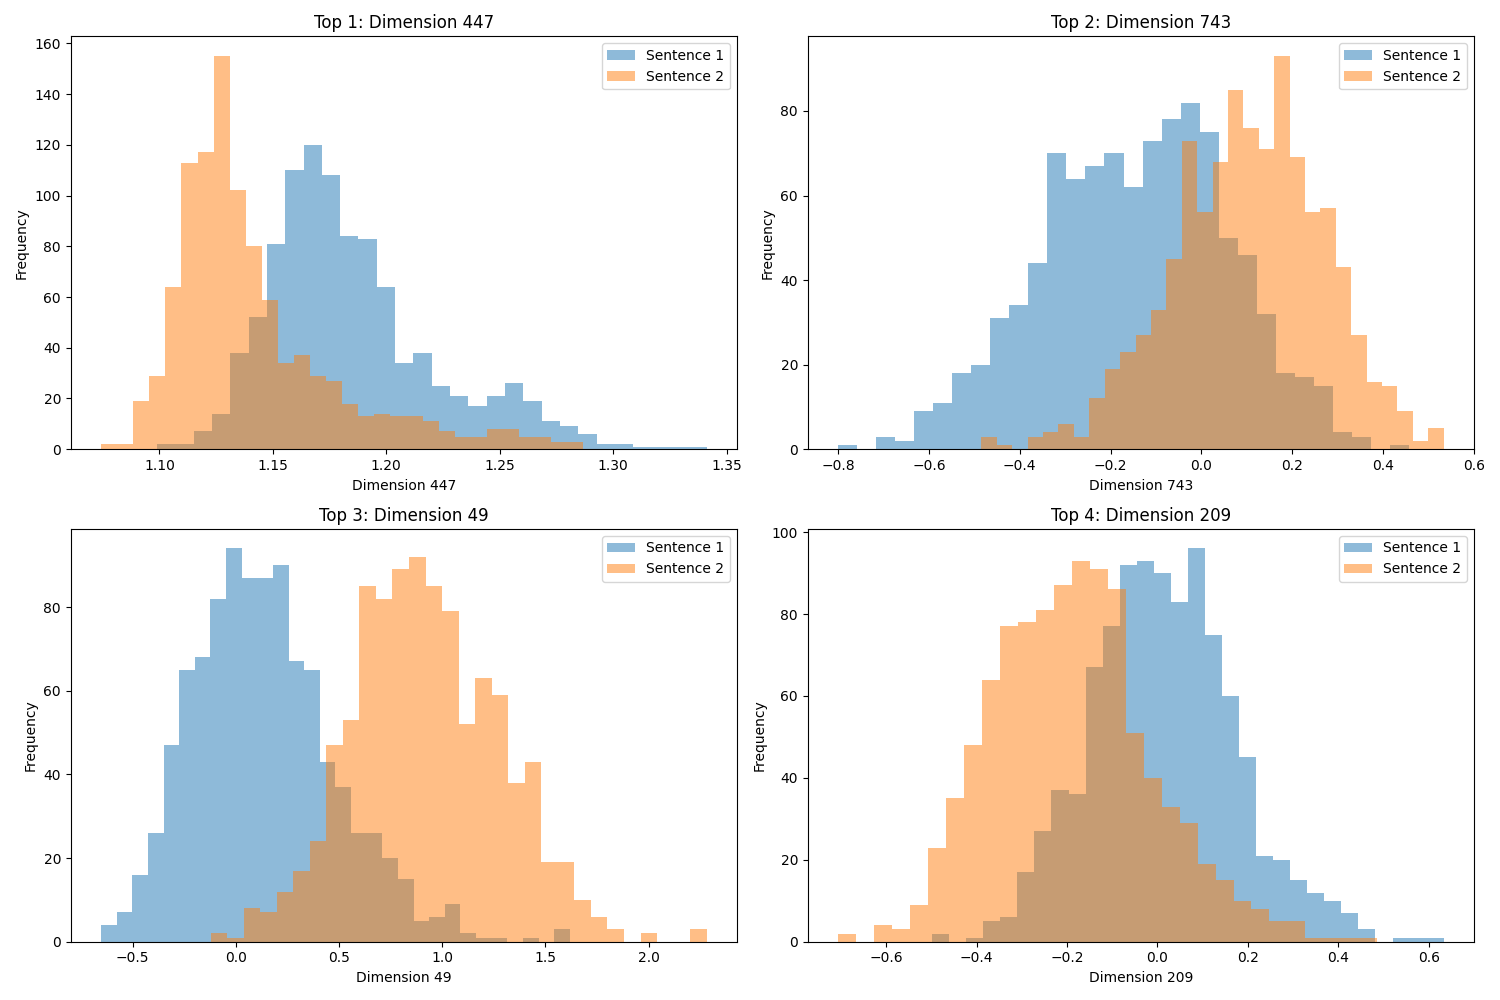 Top 1: Dimension 447
Sentence 1
Sentence 2
160
140
120
100
80
60
40
20
0
Frequency
1.10
1.15
1.20
1.25
1.30
1.35
Dimension 447
Top 2: Dimension 743
Sentence 1
Sentence 2
80
60
40
20
0
Frequency
−0.8
−0.6
−0.4
−0.2
0.0
0.2
0.4
0.6
Dimension 743
Top 3: Dimension 49
Sentence 1
Sentence 2
80
60
40
20
0
Frequency
−0.5
0.0
0.5
1.0
1.5
2.0
Dimension 49
Top 4: Dimension 209
Sentence 1
Sentence 2
100
80
60
40
20
0
Frequency
−0.6
−0.4
−0.2
0.0
0.2
0.4
0.6
Dimension 209